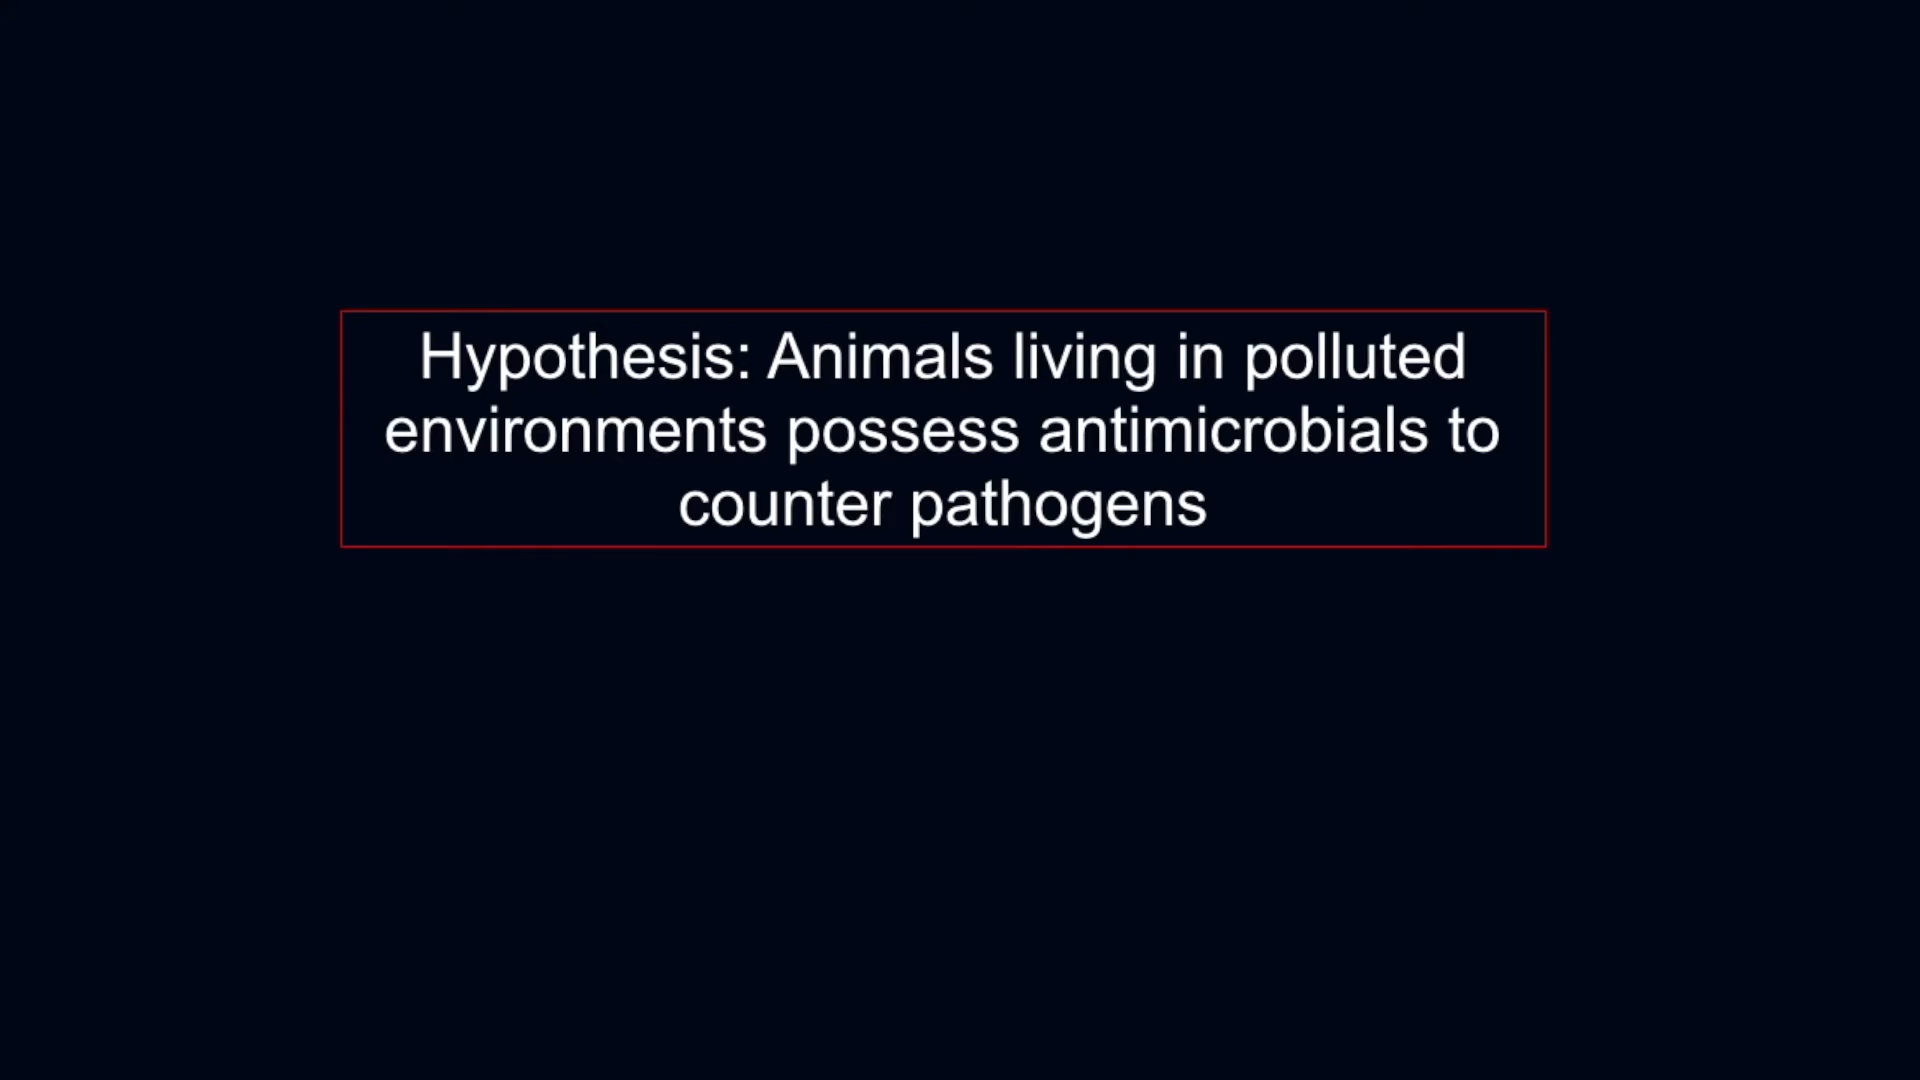 Hypothesis: Animals living in polluted
environments possess antimicrobials to
counter pathogens